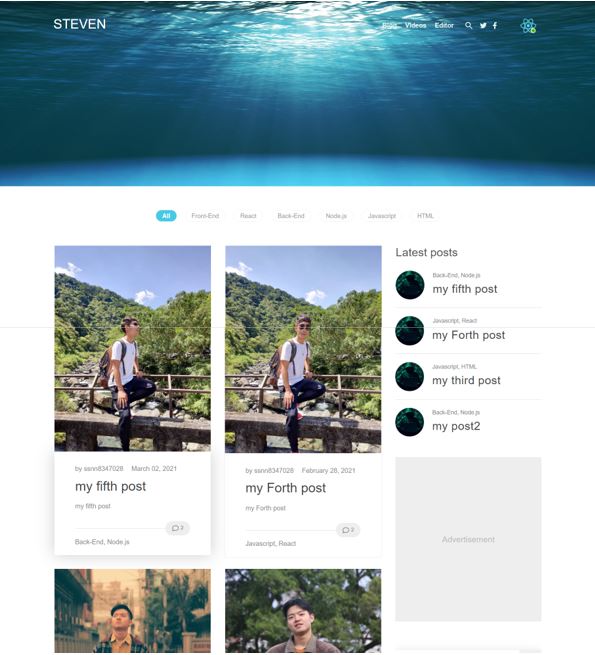 STEVEN
Blog Videos Editor
All Front-End React Back-End Node.js Javascript HTML
by ssnn8347028 March 02, 2021
my fifth post
my fifth post
2
Back-End, Node.js
by ssnn8347028 February 28, 2021
my Forth post
my Forth post
2
Javascript, React
Latest posts
Back-End, Node.js
my fifth post
Javascript, React
my Forth post
Javascript, HTML
my third post
Back-End, Node.js
my post2
Advertisement